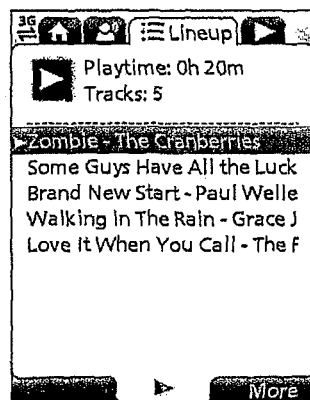 3G
Lineup
Playtime: 0h 20m
Tracks: 5
Zombie - The Cranberries
Some Guys Have All the Luck
Brand New Start - Paul Welle
Walking In The Rain - Grace J
Love It When You Call - The F
More